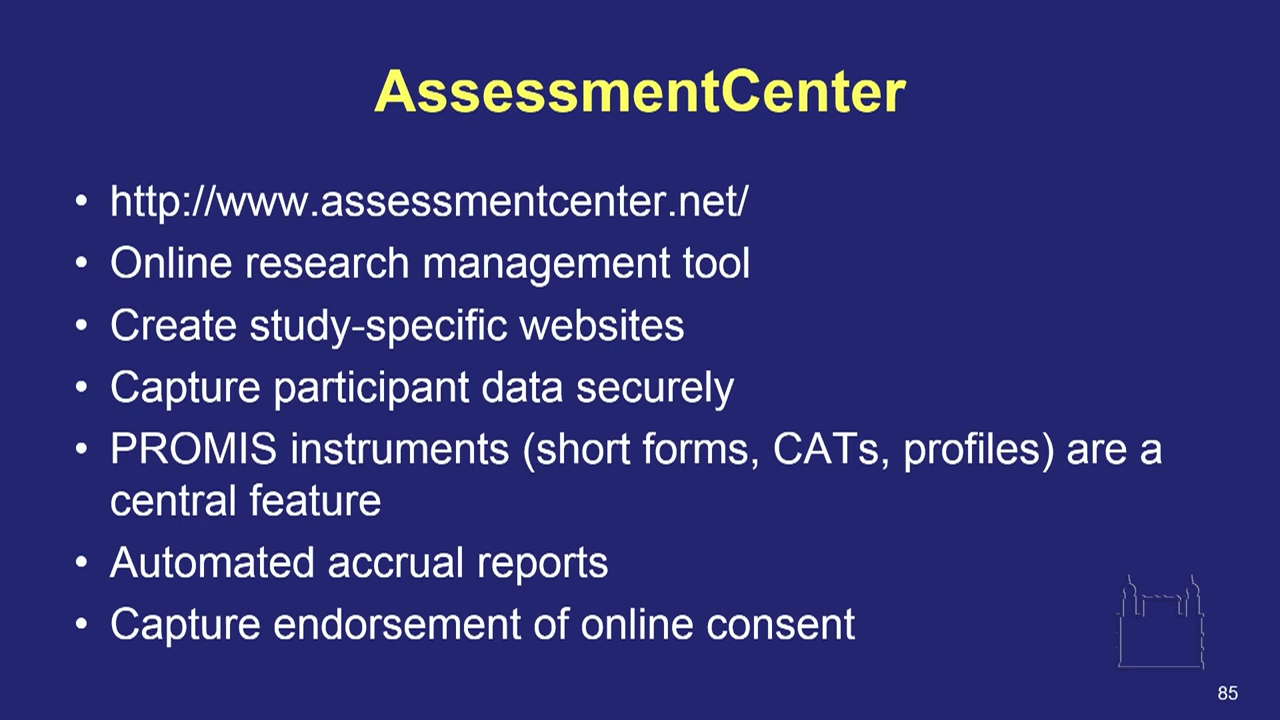 AssessmentCenter
• http://www.assessmentcenter.net/
• Online research management tool
• Create study-specific websites
• Capture participant data securely
• PROMIS instruments (short forms, CATs, profiles) are a
central feature
• Automated accrual reports
• Capture endorsement of online consent
85